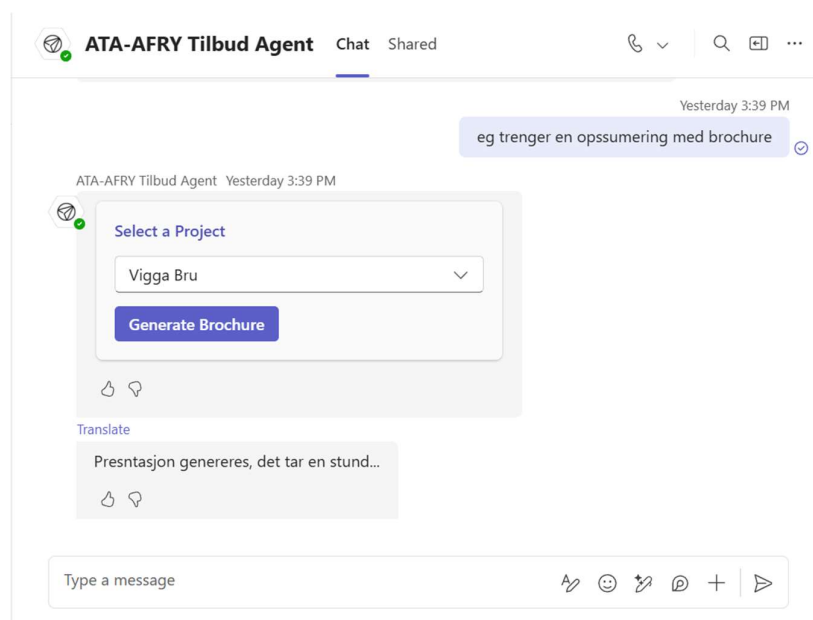 ATA-AFRY Tilbud Agent Chat Shared
Yesterday 3:39 PM
eg trenger en opssumering med brochure
ATA-AFRY Tilbud Agent Yesterday 3:39 PM
Select a Project
Vigga Bru
Generate Brochure
Translate
Presntasjon genereres, det tar en stund...
Type a message